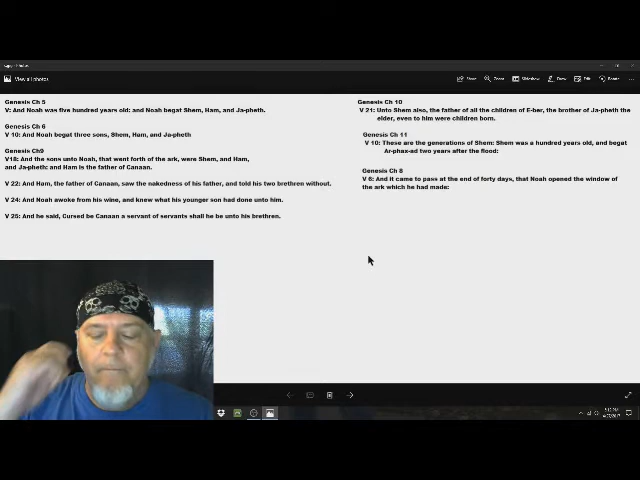 View all photos
Share
Zoom
Slideshow
Draw
Edit
Rotate
Genesis Ch 5
V: And Noah was five hundred years old: and Noah begat Shem, Ham, and Ja-pheth.
Genesis Ch 6
V 10: And Noah begat three sons, Shem, Ham, and Ja-pheth
Genesis Ch9
V18: And the sons unto Noah, that went forth of the ark, were Shem, and Ham,
and Ja-pheth: and Ham is the father of Canaan.
V 22: And Ham, the father of Canaan, saw the nakedness of his father, and told his two brethren without.
V 24: And Noah awoke from his wine, and knew what his younger son had done unto him.
V 25: And he said, Cursed be Canaan a servant of servants shall he be unto his brethren.
Genesis Ch 10
V 21: Unto Shem also, the father of all the children of E-ber, the brother of Ja-pheth the
elder, even to him were children born.
Genesis Ch 11
V 10: These are the generations of Shem: Shem was a hundred years old, and begat
Ar-phax-ad two years after the flood:
Genesis Ch 8
V 6: And it came to pass at the end of forty days, that Noah opened the window of
the ark which he had made: